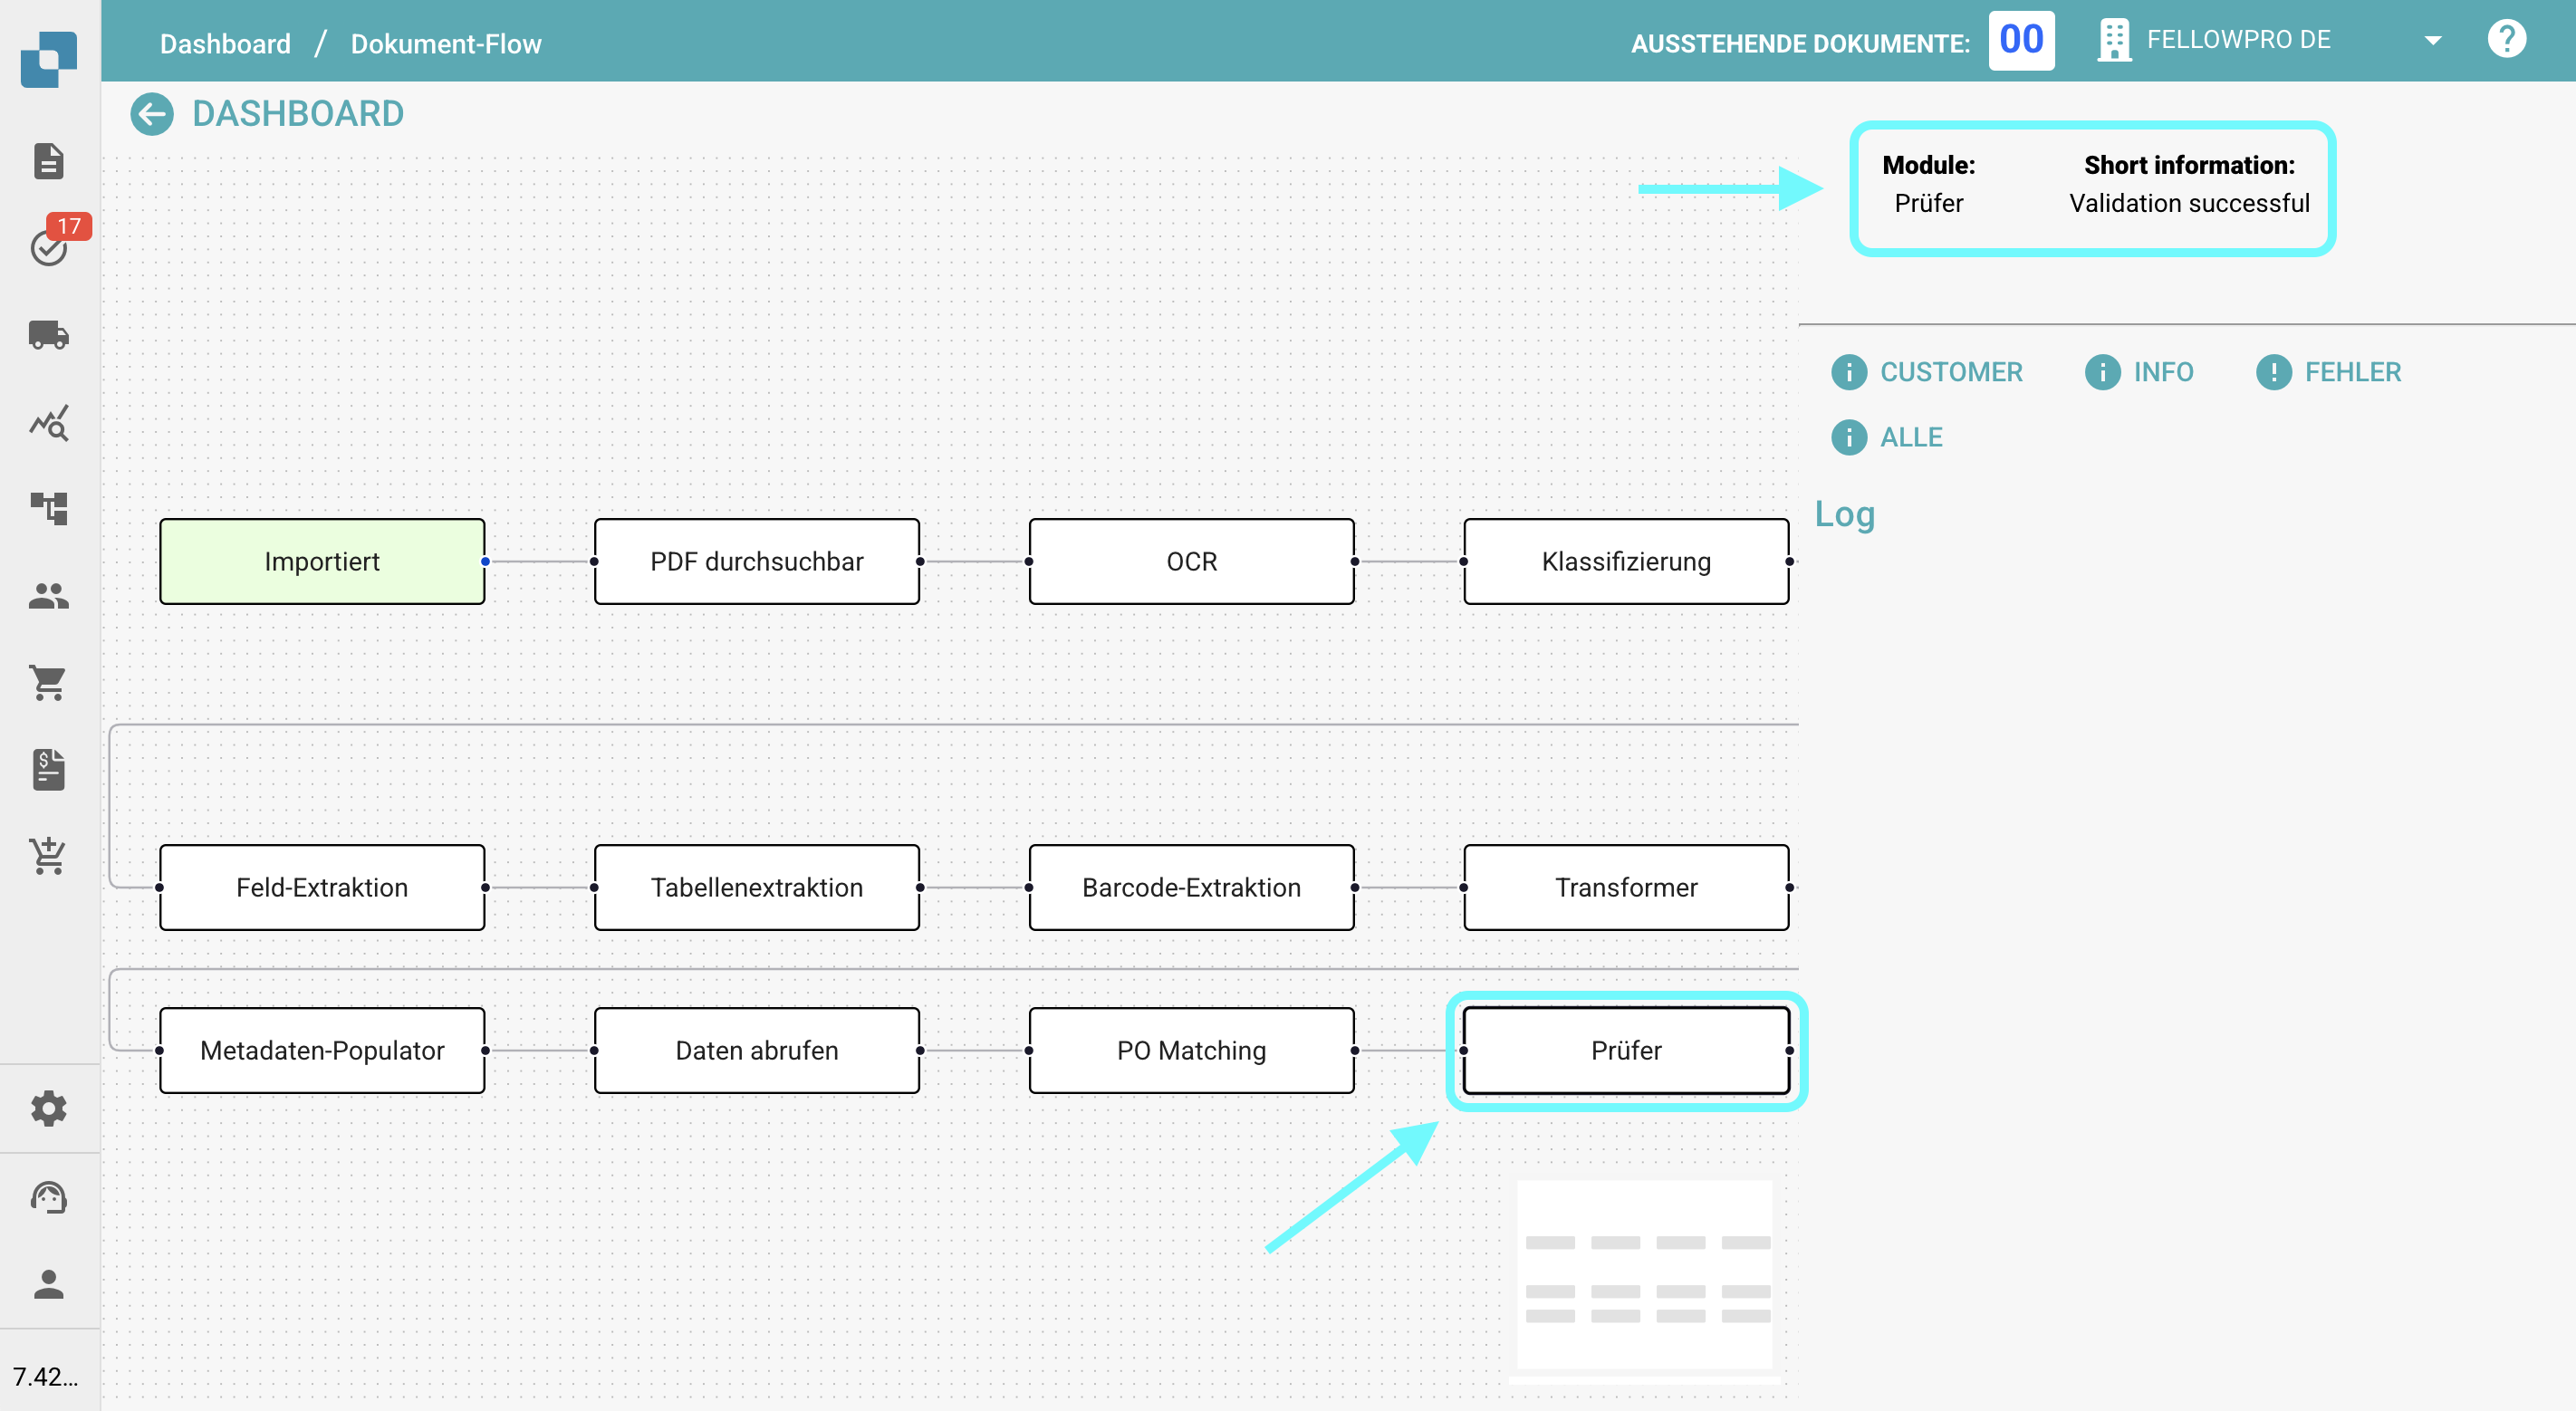 Dashboard / Dokument-Flow
AUSSTEHENDE DOKUMENTE: 00 FELLOWPRO DE
DASHBOARD
17
Module: Short information:
Prüfer Validation successful
CUSTOMER INFO FEHLER
ALLE
Log
Importiert PDF durchsuchbar OCR Klassifizierung
Feld-Extraktion Tabellenextraktion Barcode-Extraktion Transformer
Metadaten-Populator Daten abrufen PO Matching Prüfer
7.42...